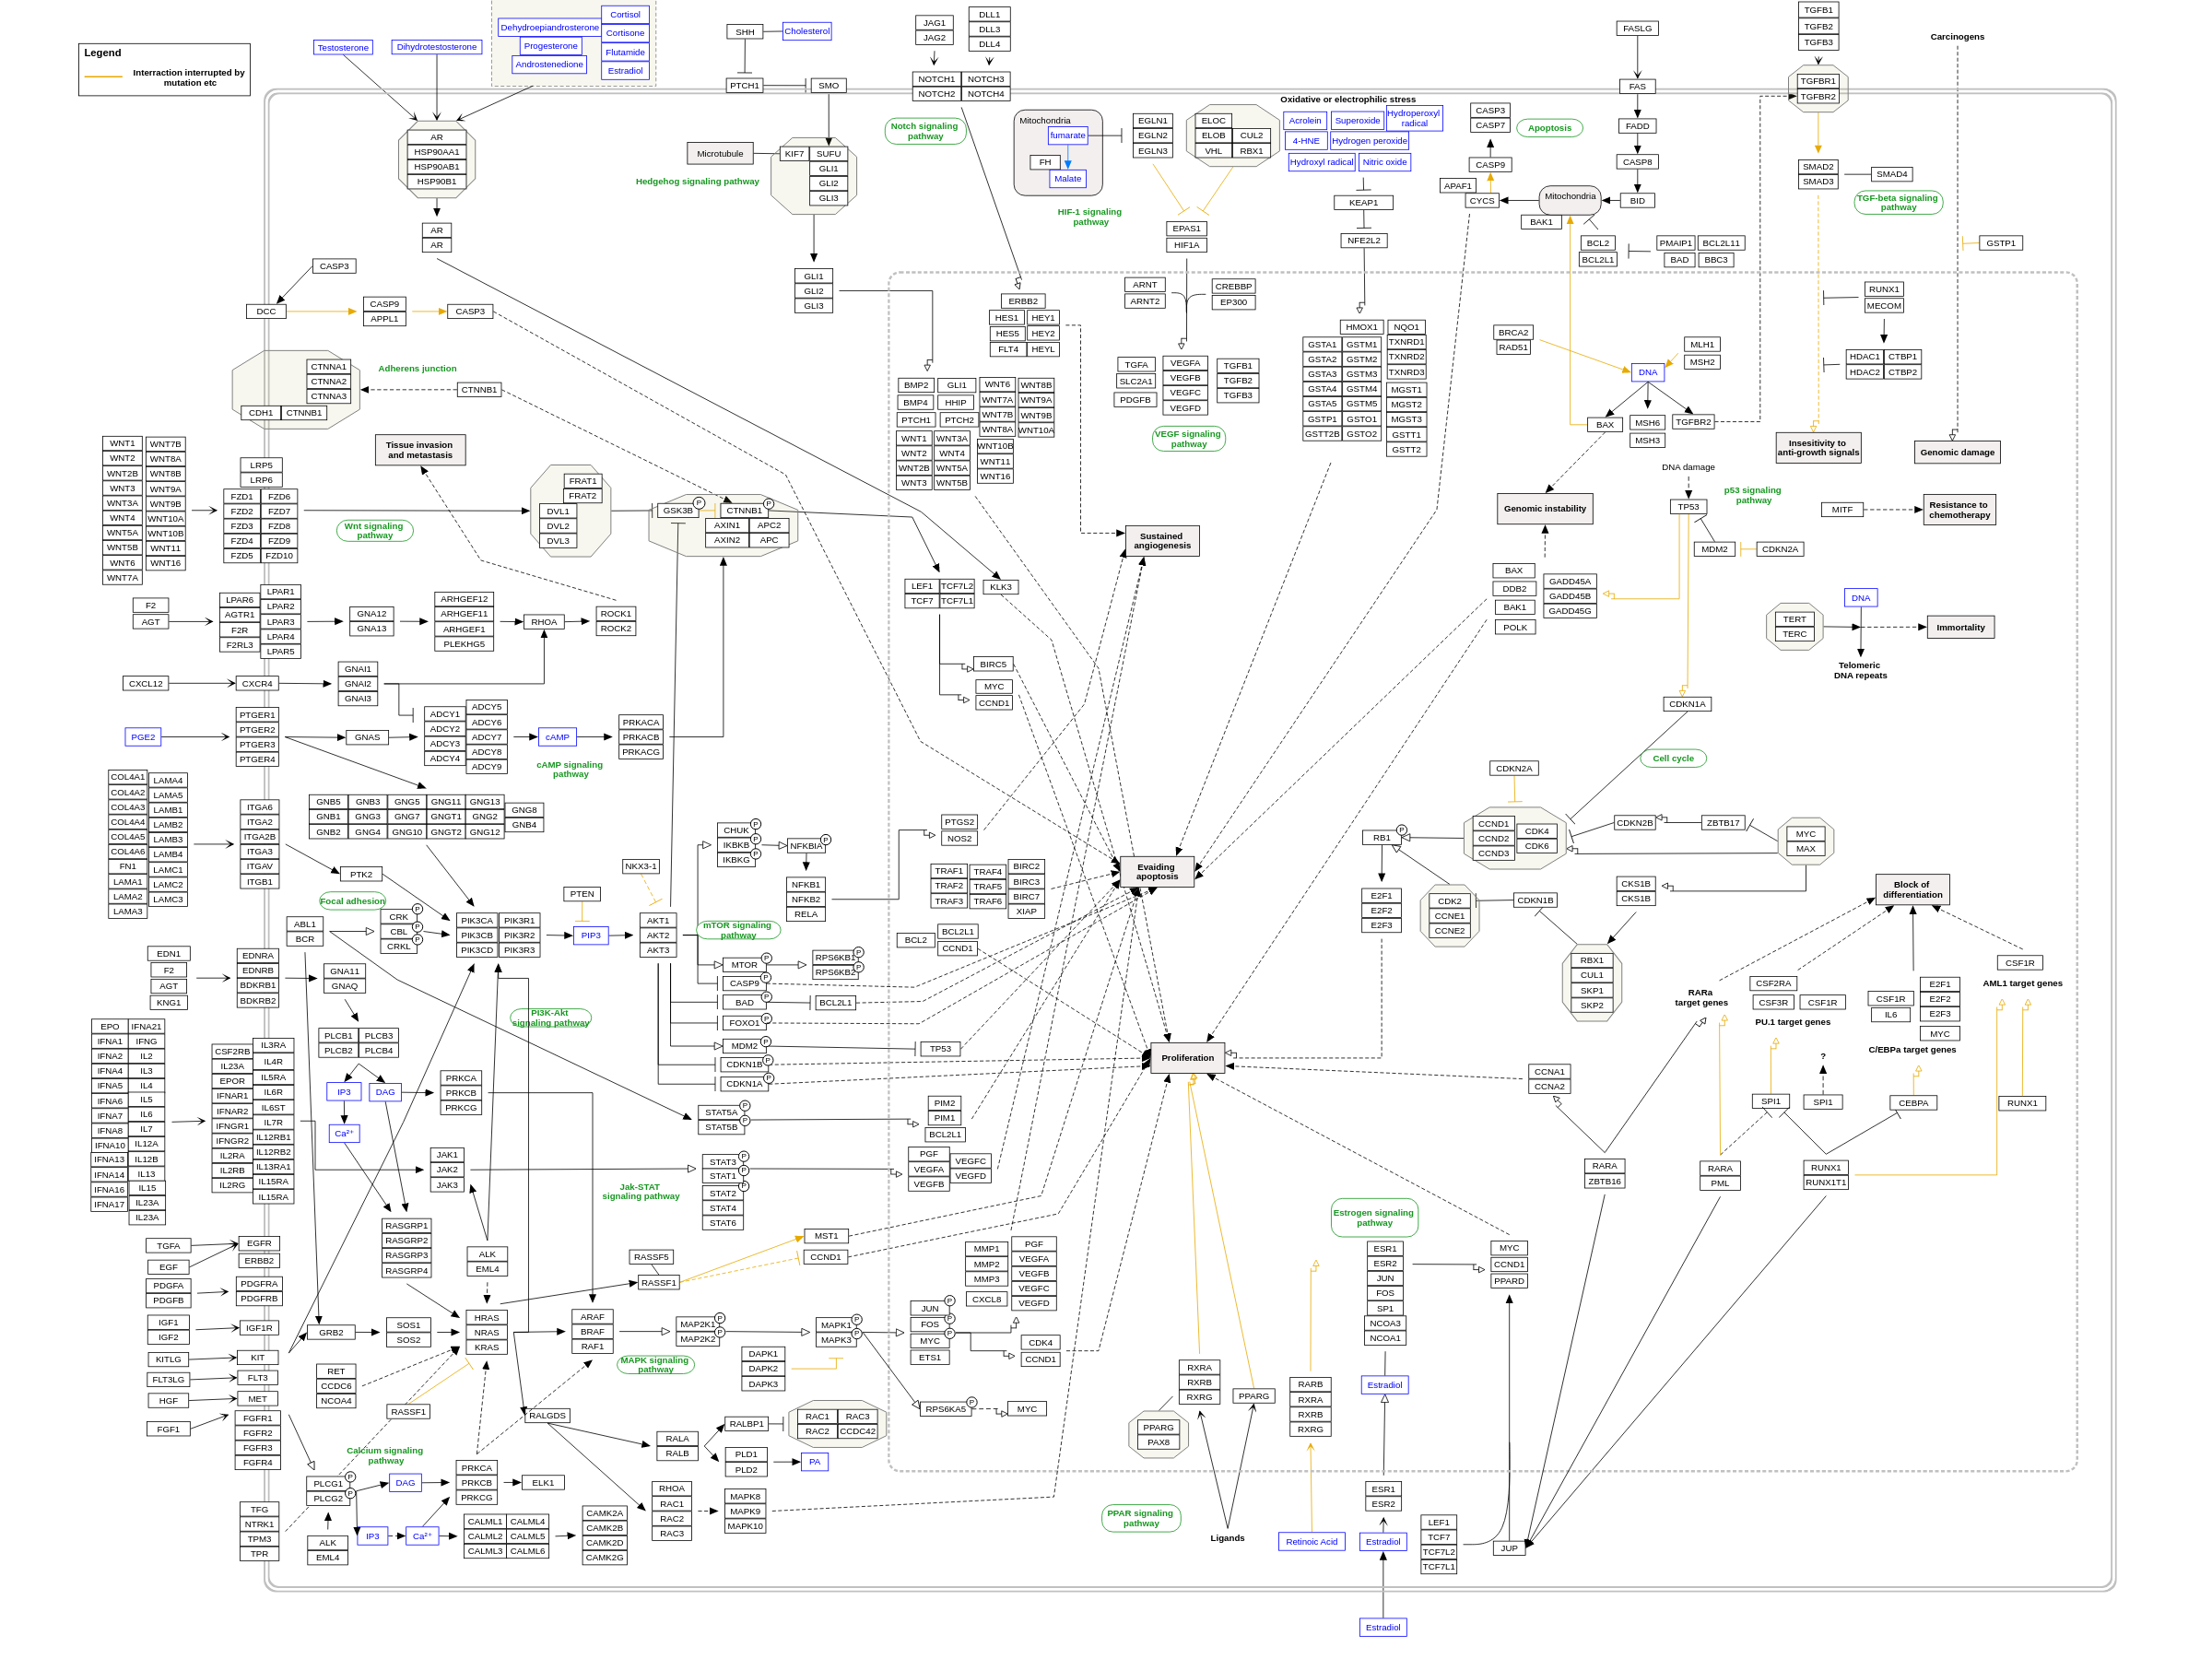 Legend
Interraction interrupted by
mutation etc
Testosterone
Dihydrotestosterone
Dehydroepiandrosterone
Progesterone
Androstenedione
Cortisol
Cortisone
Flutamide
Estradiol
SHH
Cholesterol
PTCH1
SMO
JAG1
JAG2
DLL1
DLL3
DLL4
NOTCH1
NOTCH3
NOTCH2
NOTCH4
Notch signaling
pathway
Mitochondria
fumarate
FH
Malate
HIF-1 signaling
pathway
EGLN1
EGLN2
EGLN3
ELOC
ELOB
CUL2
VHL
RBX1
Oxidative or electrophilic stress
Acrolein
Superoxide
Hydroperoxyl
radical
4-HNE
Hydrogen peroxide
Hydroxyl radical
Nitric oxide
KEAP1
NFE2L2
CASP3
CASP7
Apoptosis
CASP9
APAF1
CYCS
Mitochondria
BAK1
FASLG
FAS
FADD
CASP8
BID
BCL2
BCL2L1
PMAIP1
BCL2L11
BAD
BBC3
TGFB1
TGFB2
TGFB3
TGFBR1
TGFBR2
SMAD2
SMAD3
SMAD4
TGF-beta signaling
pathway
Carcinogens
GSTP1
AR
HSP90AA1
HSP90AB1
HSP90B1
AR
AR
Microtubule
KIF7
SUFU
GLI1
GLI2
GLI3
Hedgehog signaling pathway
GLI1
GLI2
GLI3
CASP3
DCC
CASP9
APPL1
CASP3
EPAS1
HIF1A
ARNT
ARNT2
CREBBP
EP300
ERBB2
HES1
HEY1
HES5
HEY2
FLT4
HEYL
TGFA
SLC2A1
PDGFB
VEGFA
VEGFB
VEGFC
VEGFD
TGFB1
TGFB2
TGFB3
VEGF signaling
pathway
HMOX1
NQO1
GSTA1
GSTM1
TXNRD1
GSTA2
GSTM2
TXNRD2
GSTA3
GSTM3
TXNRD3
GSTA4
GSTM4
MGST1
GSTA5
GSTM5
MGST2
GSTP1
GSTO1
MGST3
GSTT2B
GSTO2
GSTT1
GSTT2
BRCA2
RAD51
DNA
MLH1
MSH2
BAX
MSH6
MSH3
TGFBR2
RUNX1
MECOM
HDAC1
CTBP1
HDAC2
CTBP2
Insesitivity to
anti-growth signals
Genomic damage
CTNNA1
CTNNA2
CTNNA3
CDH1
CTNNB1
Adherens junction
CTNNB1
Tissue invasion
and metastasis
BMP2
GLI1
BMP4
HHIP
PTCH1
PTCH2
WNT6
WNT8B
WNT7A
WNT9A
WNT7B
WNT9B
WNT8A
WNT10A
WNT1
WNT3A
WNT10B
WNT2
WNT4
WNT11
WNT2B
WNT5A
WNT16
WNT3
WNT5B
WNT1
WNT2
WNT2B
WNT3
WNT3A
WNT4
WNT5A
WNT5B
WNT6
WNT7A
WNT7B
WNT8A
WNT8B
WNT9A
WNT9B
WNT10A
WNT10B
WNT11
WNT16
LRP5
LRP6
FZD1
FZD6
FZD2
FZD7
FZD3
FZD8
FZD4
FZD9
FZD5
FZD10
Wnt signaling
pathway
FRAT1
FRAT2
DVL1
DVL2
DVL3
GSK3B
P
CTNNB1
P
AXIN1
APC2
AXIN2
APC
Sustained
angiogenesis
Genomic instability
DNA damage
TP53
p53 signaling
pathway
MDM2
CDKN2A
MITF
Resistance to
chemotherapy
BAX
DDB2
BAK1
POLK
GADD45A
GADD45B
GADD45G
DNA
TERT
TERC
Immortality
Telomeric
DNA repeats
CDKN1A
LEF1
TCF7L2
TCF7
TCF7L1
KLK3
BIRC5
MYC
CCND1
F2
AGT
LPAR6
AGTR1
F2R
F2RL3
LPAR1
LPAR2
LPAR3
LPAR4
LPAR5
GNA12
GNA13
ARHGEF12
ARHGEF11
ARHGEF1
PLEKHG5
RHOA
ROCK1
ROCK2
CXCL12
CXCR4
GNAI1
GNAI2
GNAI3
PGE2
PTGER1
PTGER2
PTGER3
PTGER4
GNAS
ADCY1
ADCY2
ADCY3
ADCY4
ADCY5
ADCY6
ADCY7
ADCY8
ADCY9
cAMP
cAMP signaling
pathway
PRKACA
PRKACB
PRKACG
COL4A1
COL4A2
COL4A3
COL4A4
COL4A5
COL4A6
FN1
LAMA1
LAMA2
LAMA3
LAMA4
LAMA5
LAMB1
LAMB2
LAMB3
LAMB4
LAMC1
LAMC2
LAMC3
ITGA6
ITGA2
ITGA2B
ITGA3
ITGAV
ITGB1
GNB5
GNB3
GNG5
GNG11
GNG13
GNB1
GNG3
GNG7
GNGT1
GNG2
GNB2
GNG4
GNG10
GNGT2
GNG12
GNG8
GNB4
PTK2
Focal adhesion
ABL1
BCR
CRK
P
CBL
P
CRKL
P
PIK3CA
PIK3R1
PIK3CB
PIK3R2
PIK3CD
PIK3R3
PTEN
PIP3
NKX3-1
AKT1
AKT2
AKT3
mTOR signaling
pathway
CHUK
P
IKBKB
P
IKBKG
P
NFKBIA
P
NFKB1
NFKB2
RELA
PTGS2
NOS2
TRAF1
TRAF4
TRAF2
TRAF5
TRAF3
TRAF6
BIRC2
BIRC3
BIRC7
XIAP
Evaiding
apoptosis
BCL2
BCL2L1
CCND1
MTOR
P
RPS6KB1
P
RPS6KB2
P
CASP9
P
BAD
P
BCL2L1
FOXO1
P
MDM2
P
TP53
CDKN1B
P
CDKN1A
P
Proliferation
CDKN2A
Cell cycle
RB1
P
CCND1
CCND2
CCND3
CDK4
CDK6
CDKN2B
ZBTB17
MYC
MAX
E2F1
E2F2
E2F3
CDK2
CCNE1
CCNE2
CDKN1B
CKS1B
CKS1B
RBX1
CUL1
SKP1
SKP2
Block of
differentiation
RARa
target genes
CSF2RA
CSF3R
CSF1R
PU.1 target genes
CSF1R
IL6
E2F1
E2F2
E2F3
MYC
C/EBPa target genes
CSF1R
AML1 target genes
?
SPI1
SPI1
CEBPA
RUNX1
CCNA1
CCNA2
RARA
ZBTB16
RARA
PML
RUNX1
RUNX1T1
EDN1
F2
AGT
KNG1
EDNRA
EDNRB
BDKRB1
BDKRB2
GNA11
GNAQ
PLCB1
PLCB3
PLCB2
PLCB4
IP3
DAG
Ca²⁺
PRKCA
PRKCB
PRKCG
PI3K-Akt
signaling pathway
EPO
IFNA1
IFNA2
IFNA4
IFNA5
IFNA6
IFNA7
IFNA8
IFNA10
IFNA13
IFNA14
IFNA16
IFNA17
IFNA21
IFNG
IL2
IL3
IL4
IL5
IL6
IL7
IL12A
IL12B
IL13
IL15
IL23A
IL23A
CSF2RB
IL23A
EPOR
IFNAR1
IFNAR2
IFNGR1
IFNGR2
IL2RA
IL2RB
IL2RG
IL3RA
IL4R
IL5RA
IL6R
IL6ST
IL7R
IL12RB1
IL12RB2
IL13RA1
IL15RA
IL15RA
JAK1
JAK2
JAK3
STAT5A
P
STAT5B
P
PIM2
PIM1
BCL2L1
STAT3
P
STAT1
P
STAT2
P
STAT4
STAT6
Jak-STAT
signaling pathway
PGF
VEGFA
VEGFB
VEGFC
VEGFD
RASGRP1
RASGRP2
RASGRP3
RASGRP4
ALK
EML4
RASSF5
RASSF1
MST1
CCND1
TGFA
EGF
EGFR
ERBB2
PDGFA
PDGFB
PDGFRA
PDGFRB
IGF1
IGF2
IGF1R
KITLG
KIT
FLT3LG
FLT3
HGF
MET
FGF1
FGFR1
FGFR2
FGFR3
FGFR4
GRB2
SOS1
SOS2
HRAS
NRAS
KRAS
ARAF
BRAF
RAF1
MAP2K1
P
MAP2K2
P
MAPK signaling
pathway
MAPK1
P
MAPK3
P
DAPK1
DAPK2
DAPK3
JUN
P
FOS
P
MYC
P
ETS1
MMP1
MMP2
MMP3
CXCL8
PGF
VEGFA
VEGFB
VEGFC
VEGFD
CDK4
CCND1
RPS6KA5
P
MYC
RET
CCDC6
NCOA4
RASSF1
Calcium signaling
pathway
RALGDS
RALA
RALB
RALBP1
RAC1
RAC3
RAC2
CCDC42
PLD1
PLD2
PA
TFG
NTRK1
TPM3
TPR
PLCG1
P
PLCG2
P
ALK
EML4
DAG
IP3
Ca²⁺
PRKCA
PRKCB
PRKCG
ELK1
CALML1
CALML4
CALML2
CALML5
CALML3
CALML6
CAMK2A
CAMK2B
CAMK2D
CAMK2G
RHOA
RAC1
RAC2
RAC3
MAPK8
MAPK9
MAPK10
Estrogen signaling
pathway
ESR1
ESR2
JUN
FOS
SP1
NCOA3
NCOA1
MYC
CCND1
PPARD
Estradiol
RXRA
RXRB
RXRG
PPARG
PPARG
PAX8
RARB
RXRA
RXRB
RXRG
PPAR signaling
pathway
Ligands
Retinoic Acid
ESR1
ESR2
Estradiol
LEF1
TCF7
TCF7L2
TCF7L1
JUP
Estradiol